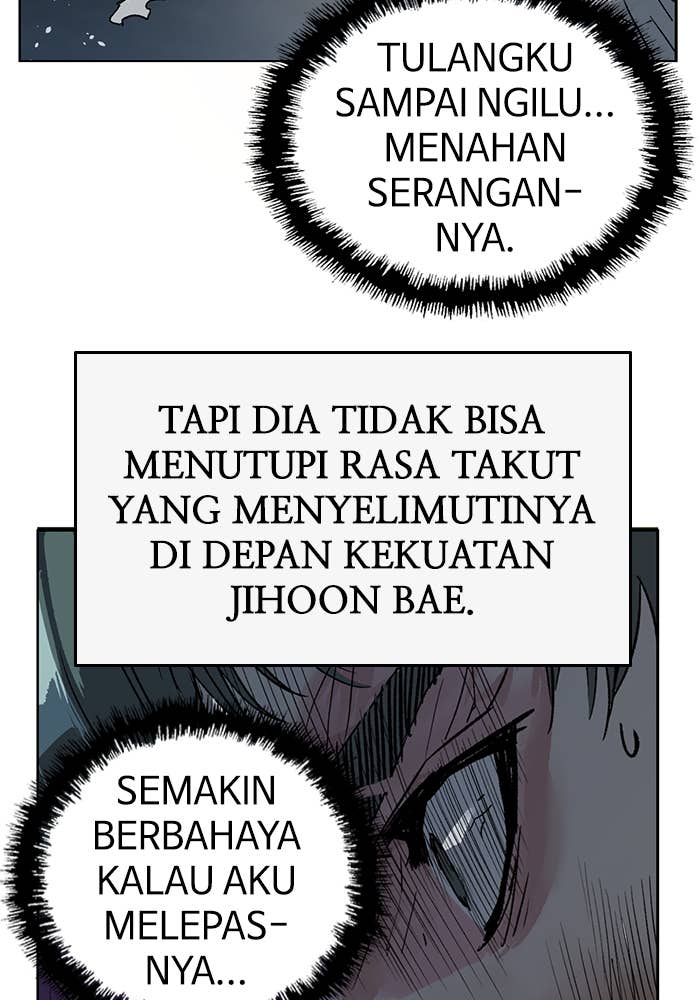 TULANGKU
SAMPAI NGILU...
MENAHAN
SERANGAN-
NYA.
TAPI DIA TIDAK BISA
MENUTUPI RASA TAKUT
YANG MENYELIMUTINYA
DI DEPAN KEKUATAN
JIHOON BAE.
SEMAKIN
BERBAHAYA
KALAU AKU
MELEPAS-
NYA...